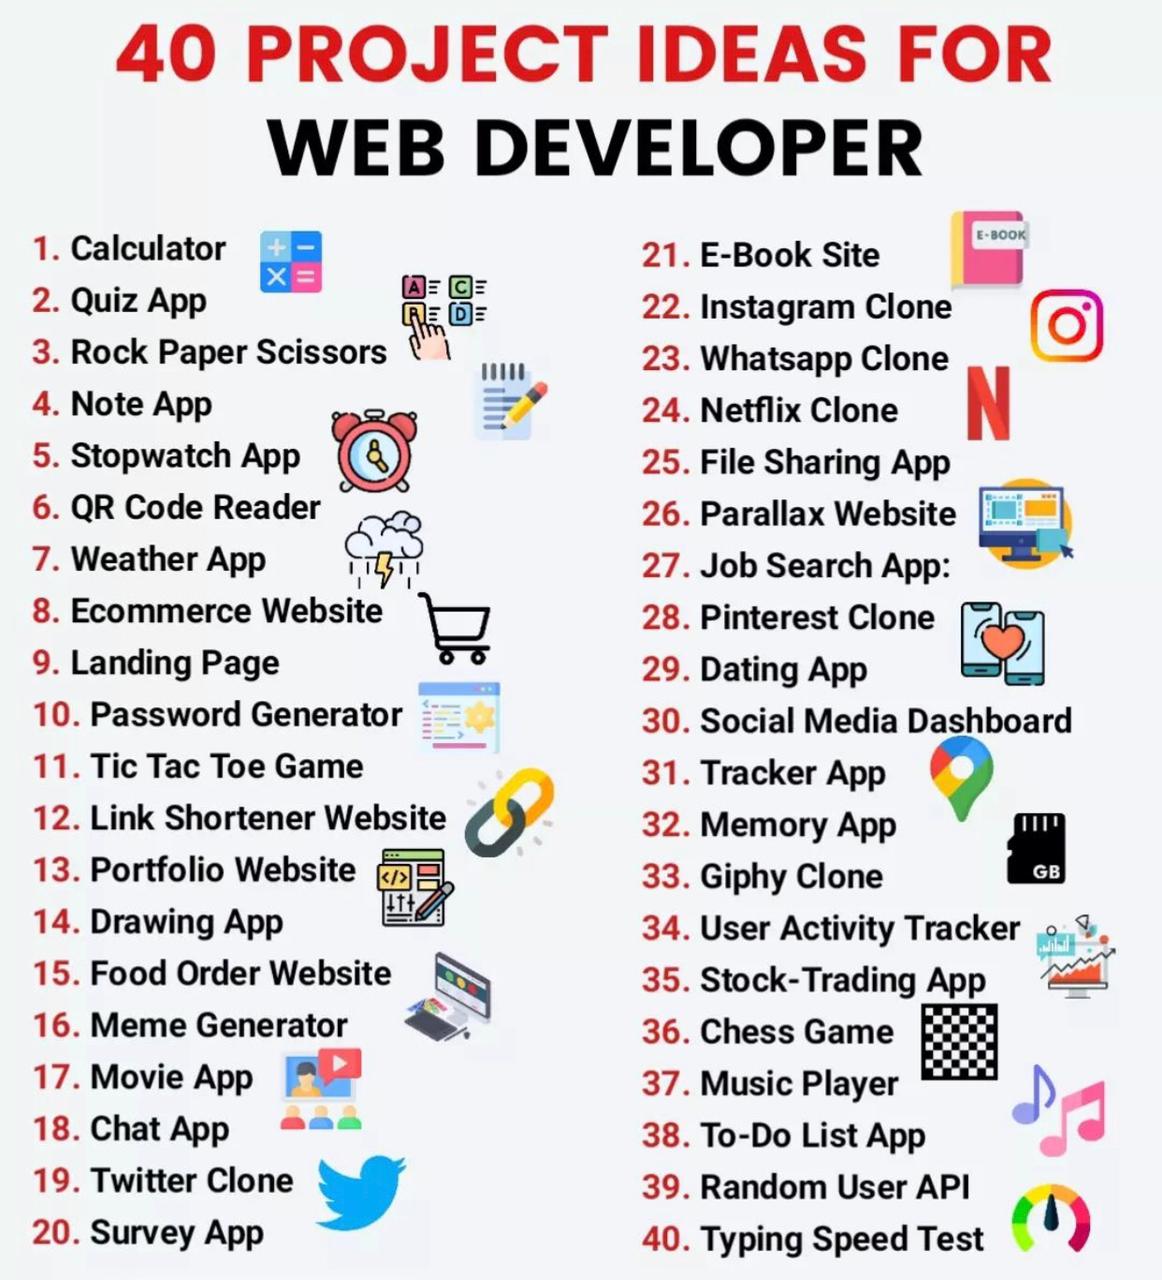 40 PROJECT IDEAS FOR
WEB DEVELOPER
1. Calculator
2. Quiz App
3. Rock Paper Scissors
4. Note App
5. Stopwatch App
6. QR Code Reader
7. Weather App
8. Ecommerce Website
9. Landing Page
10. Password Generator
11. Tic Tac Toe Game
12. Link Shortener Website
13. Portfolio Website
14. Drawing App
15. Food Order Website
16. Meme Generator
17. Movie App
18. Chat App
19. Twitter Clone
20. Survey App
A C
B D
</>
21. E-Book Site
22. Instagram Clone
23. Whatsapp Clone
24. Netflix Clone
25. File Sharing App
26. Parallax Website
27. Job Search App:
28. Pinterest Clone
29. Dating App
30. Social Media Dashboard
31. Tracker App
32. Memory App
33. Giphy Clone
34. User Activity Tracker
35. Stock-Trading App
36. Chess Game
37. Music Player
38. To-Do List App
39. Random User API
40. Typing Speed Test
E-BOOK
N
GB